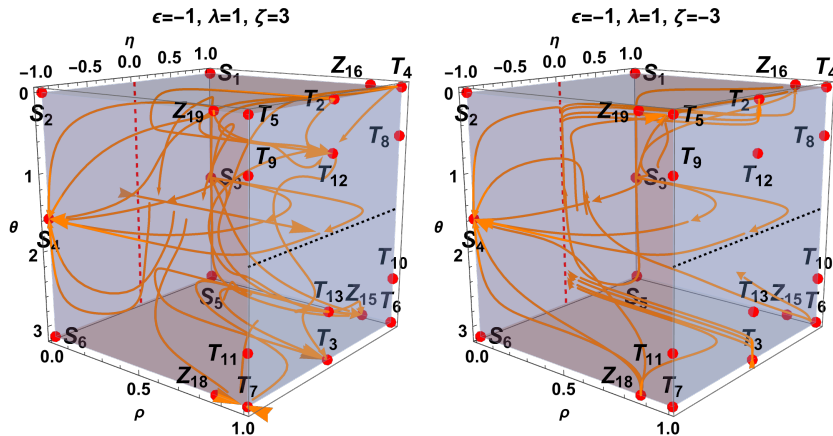 ϵ=−1, λ=1, ζ=3
η
−1.0 −0.5 0.0 0.5 1.0
S1 Z16 T4
0
S2 Z19 T5 T2
T8
1
S3 T9 T12
θ
S4
2
T10
S5 T13 Z15 T6
3
S6 T11 T3
0.0
Z18 T7
0.5
ρ
1.0
ϵ=−1, λ=1, ζ=−3
η
−1.0 −0.5 0.0 0.5 1.0
S1 Z16 T4
0
S2 Z19 T5 T2
T8
1
S3 T9 T12
θ
S4
2
T10
S5 T13 Z15 T6
3
S6 T11 T3
0.0
Z18 T7
0.5
ρ
1.0